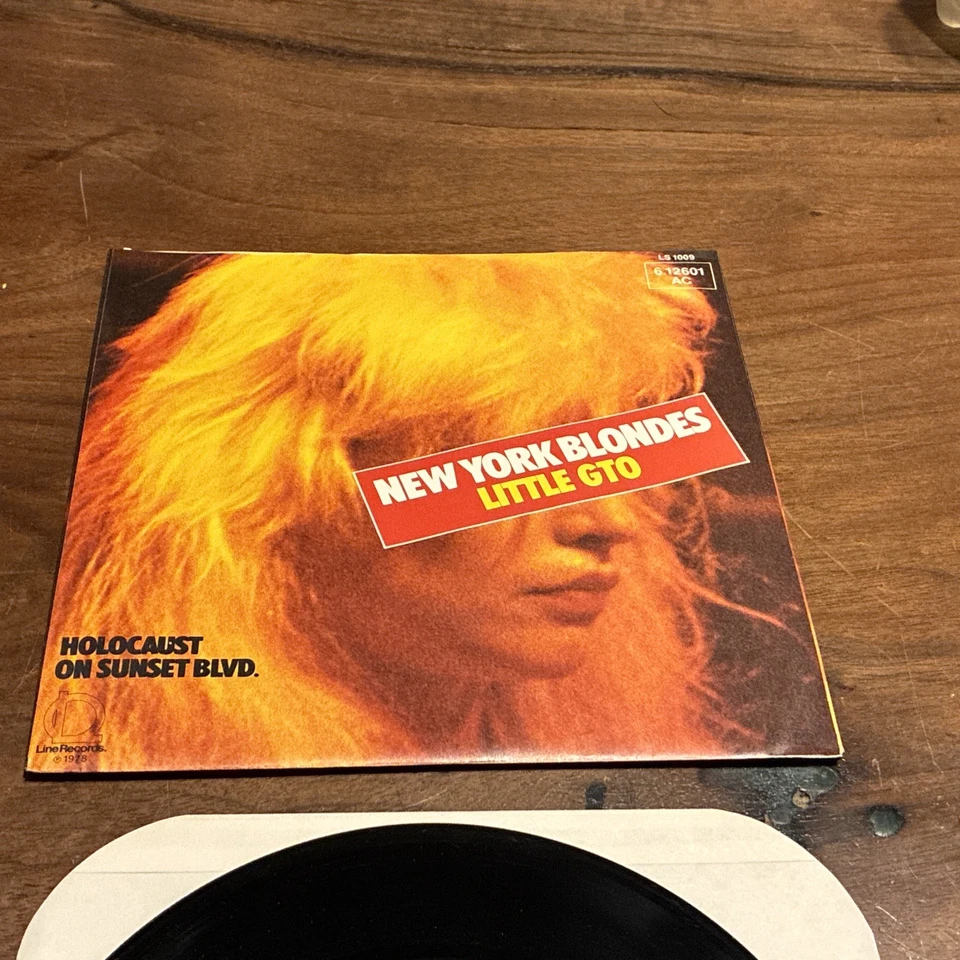 LS 1009
6.12601
AC
NEW YORK BLONDES
LITTLE GTO
HOLOCAUST
ON SUNSET BLVD.
Line Records.
℗ 1978